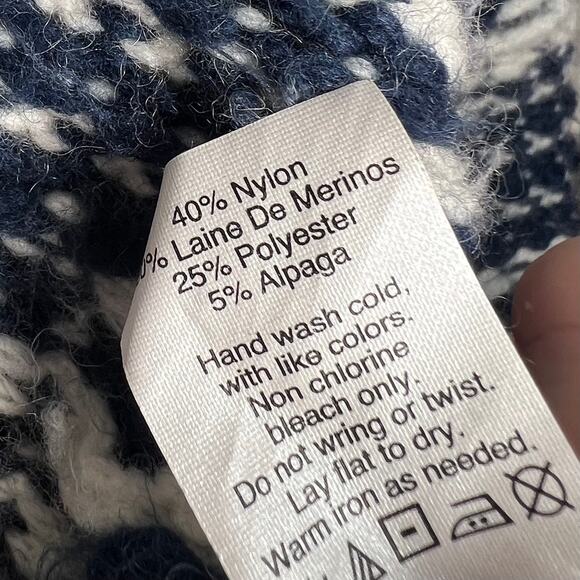 40% Nylon
0% Laine De Merinos
25% Polyester
5% Alpaga
Hand wash cold,
with like colors.
Non chlorine
bleach only.
Do not wring or twist.
Lay flat to dry.
Warm iron as needed.